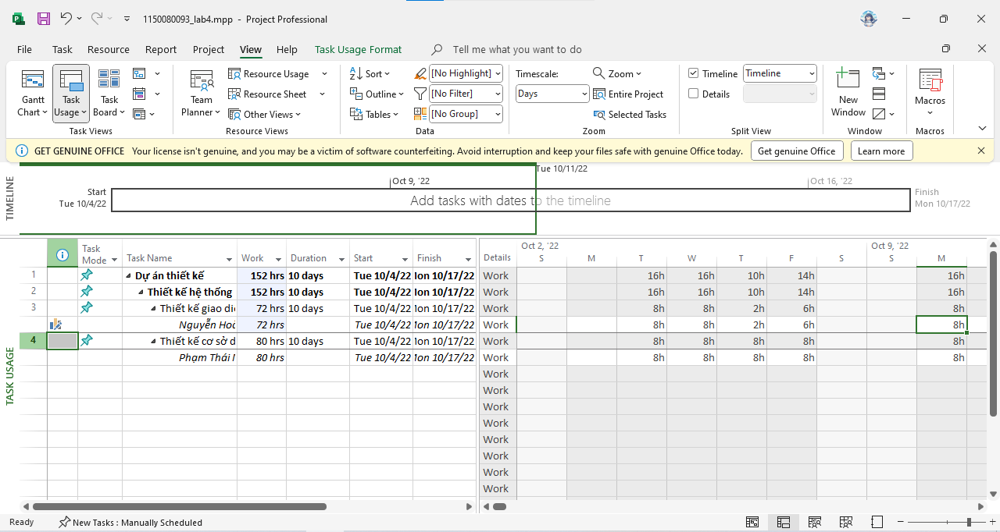 1150080093_lab4.mpp - Project Professional
File Task Resource Report Project View Help Task Usage Format Tell me what you want to do
Gantt Chart
Task Usage
Task Board
Task Views
Team Planner
Resource Usage
Resource Sheet
Other Views
Resource Views
Sort
Outline
Tables
[No Highlight]
[No Filter]
[No Group]
Data
Timescale:
Days
Zoom
Entire Project
Selected Tasks
Zoom
Timeline Timeline
Details
Split View
New Window
Window
Macros
Macros
GET GENUINE OFFICE Your license isn't genuine, and you may be a victim of software counterfeiting. Avoid interruption and keep your files safe with genuine Office today. Get genuine Office Learn more
TIMELINE
Tue 10/11/22
Oct 9, '22 Oct 16, '22
Start
Tue 10/4/22
Add tasks with dates to the timeline
Finish
Mon 10/17/22
TASK USAGE
Task Mode Task Name Work Duration Start Finish Details
Oct 2, '22 Oct 9, '22
S M T W T F S S M
1 Dự án thiết kế 152 hrs 10 days Tue 10/4/22 10/17/22 Work 16h 16h 10h 14h 16h
2 Thiết kế hệ thống 152 hrs 10 days Tue 10/4/22 10/17/22 Work 16h 16h 10h 14h 16h
3 Thiết kế giao 72 hrs 10 days Tue 10/4/22 10/17/22 Work 8h 8h 2h 6h 8h
Nguyễn 72 hrs Tue 10/4/22 10/17/22 Work 8h 8h 2h 6h 8h
4 Thiết kế cơ sở 80 hrs 10 days Tue 10/4/22 10/17/22 Work 8h 8h 8h 8h 8h
Phạm Thái 80 hrs Tue 10/4/22 10/17/22 Work 8h 8h 8h 8h 8h
Work
Work
Work
Work
Work
Work
Work
Work
Ready New Tasks : Manually Scheduled